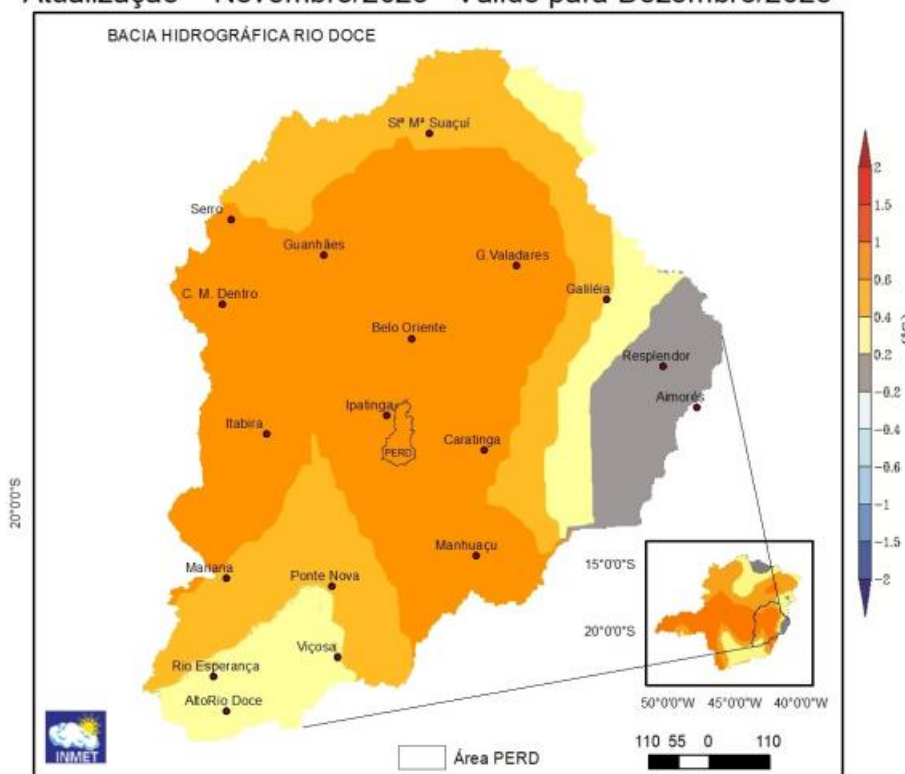 BACIA HIDROGRÁFICA RIO DOCE
Stª Mª Suaçuí
Serro
Guanhães
G.Valadares
C. M. Dentro
Galiléia
Belo Oriente
Resplendor
Aimorés
Ipatinga
Itabira
Caratinga
PERD
Manhuaçu
Mariana
Ponte Nova
Viçosa
Rio Esperança
AltoRio Doce
20°0'0"S
2
1.5
1
0.6
0.4
0.2
-0.2
-0.4
-0.6
-1
-1.5
-2
15°0'0"S
20°0'0"S
50°0'0"W 45°0'0"W 40°0'0"W
INMET
Área PERD
110 55 0 110